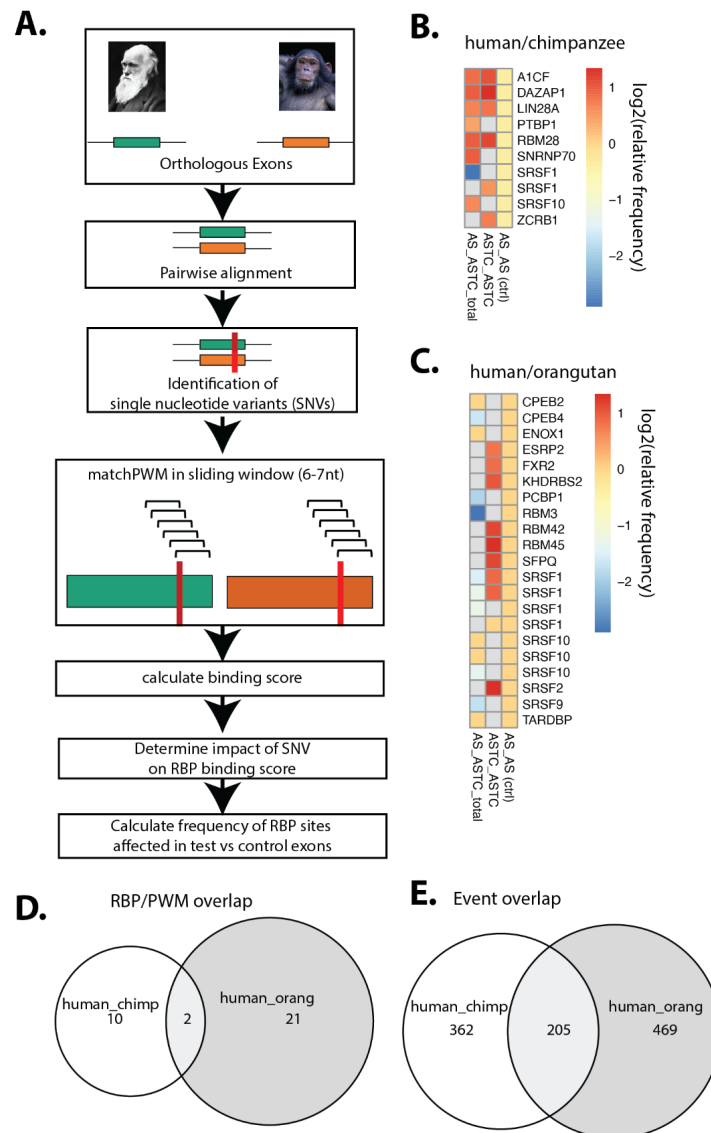 A.
Orthologous Exons
Pairwise alignment
Identification of
single nucleotide variants (SNVs)
matchPWM in sliding window (6-7nt)
calculate binding score
Determine impact of SNV
on RBP binding score
Calculate frequency of RBP sites
affected in test vs control exons
B.
human/chimpanzee
A1CF
DAZAP1
LIN28A
PTBP1
RBM28
SNRNP70
SRSF1
SRSF1
SRSF10
ZCRB1
AS_ASTC_total
ASTC_ASTC
AS_AS (ctrl)
1
0
−1
−2
log2(relative frequency)
C.
human/orangutan
CPEB2
CPEB4
ENOX1
ESRP2
FXR2
KHDRBS2
PCBP1
RBM3
RBM42
RBM45
SFPQ
SRSF1
SRSF1
SRSF1
SRSF1
SRSF10
SRSF10
SRSF10
SRSF2
SRSF9
TARDBP
AS_ASTC_total
ASTC_ASTC
AS_AS (ctrl)
1
0
−1
−2
log2(relative frequency)
D.
RBP/PWM overlap
human_chimp
10
2
human_orang
21
E.
Event overlap
human_chimp
362
205
human_orang
469